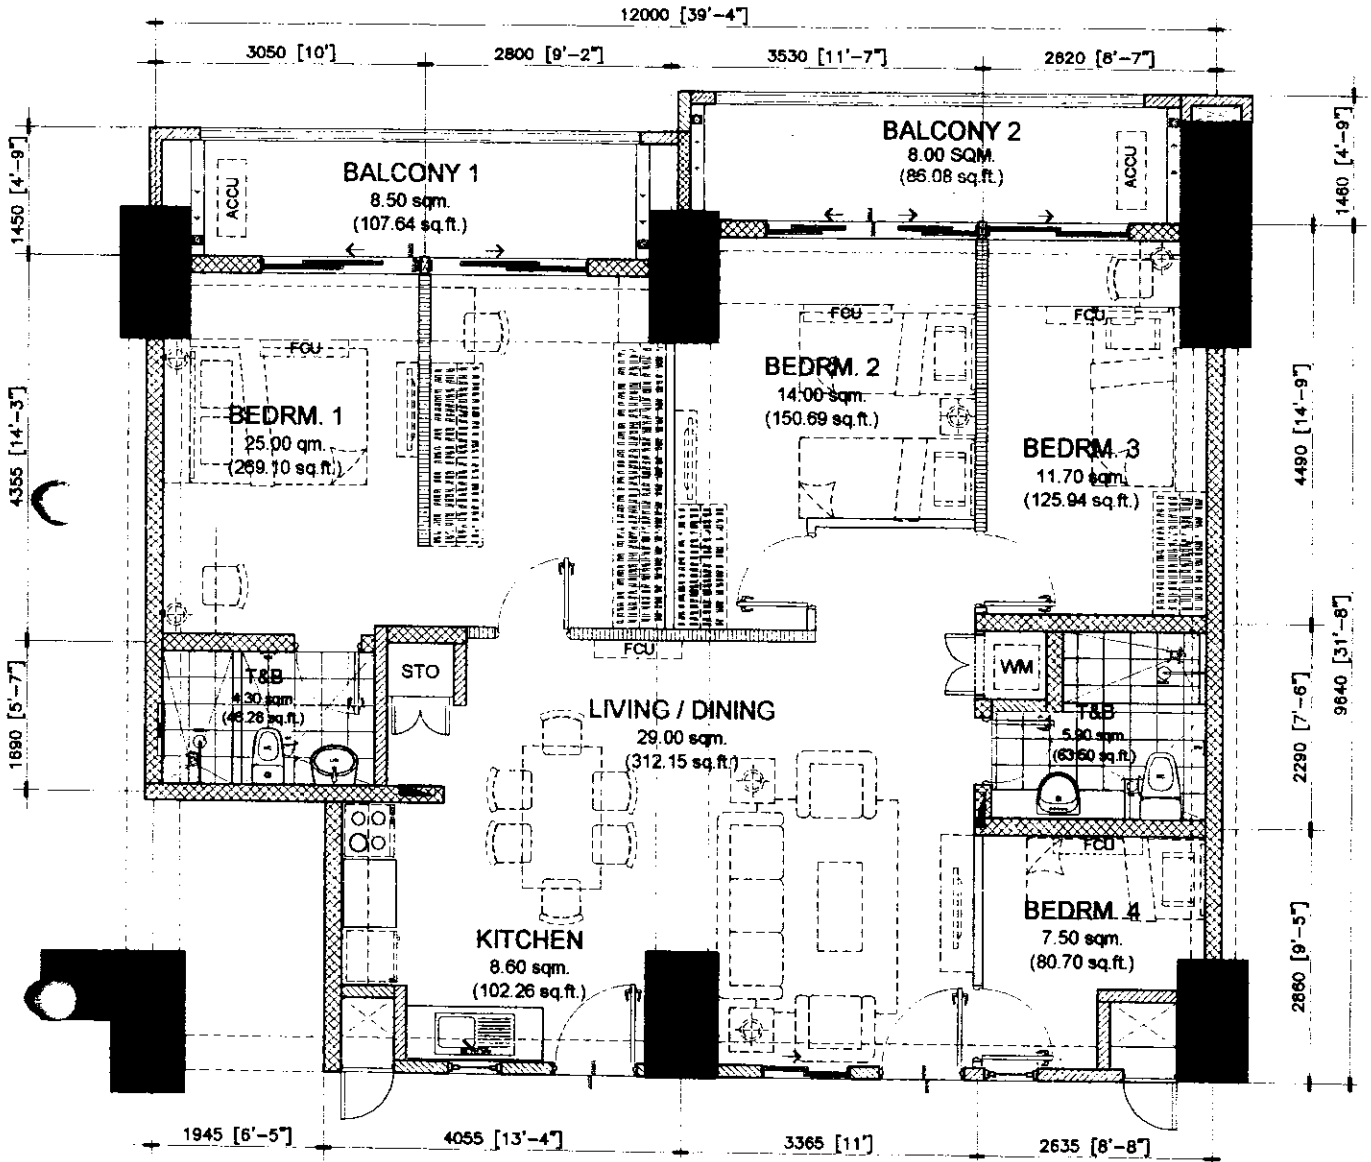 12000 [39'-4"]
3050 [10']
2800 [9'-2"]
3530 [11'-7"]
2620 [8'-7"]
1450 [4'-9"]
4355 [14'-3"]
1690 [5'-7"]
BALCONY 1
8.50 sqm.
(107.64 sq.ft.)
ACCU
BALCONY 2
8.00 SQM.
(86.08 sq.ft.)
ACCU
1460 [4'-9"]
4490 [14'-9"]
9640 [31'-8"]
2290 [7'-6"]
2860 [9'-5"]
FCU
BEDRM. 1
25.00 qm.
(269.10 sq.ft.)
FCU
BEDRM. 2
14.00 sqm.
(150.69 sq.ft.)
FCU
BEDRM. 3
11.70 sqm.
(125.94 sq.ft.)
T&B
4.30 sqm
(46.28 sq.ft.)
STO
FCU
LIVING / DINING
29.00 sqm.
(312.15 sq.ft.)
WM
T&B
5.90 sqm.
(63.60 sq.ft.)
FCU
BEDRM. 4
7.50 sqm.
(80.70 sq.ft.)
KITCHEN
8.60 sqm.
(102.26 sq.ft.)
1945 [6'-5"]
4055 [13'-4"]
3365 [11']
2635 [8'-8"]